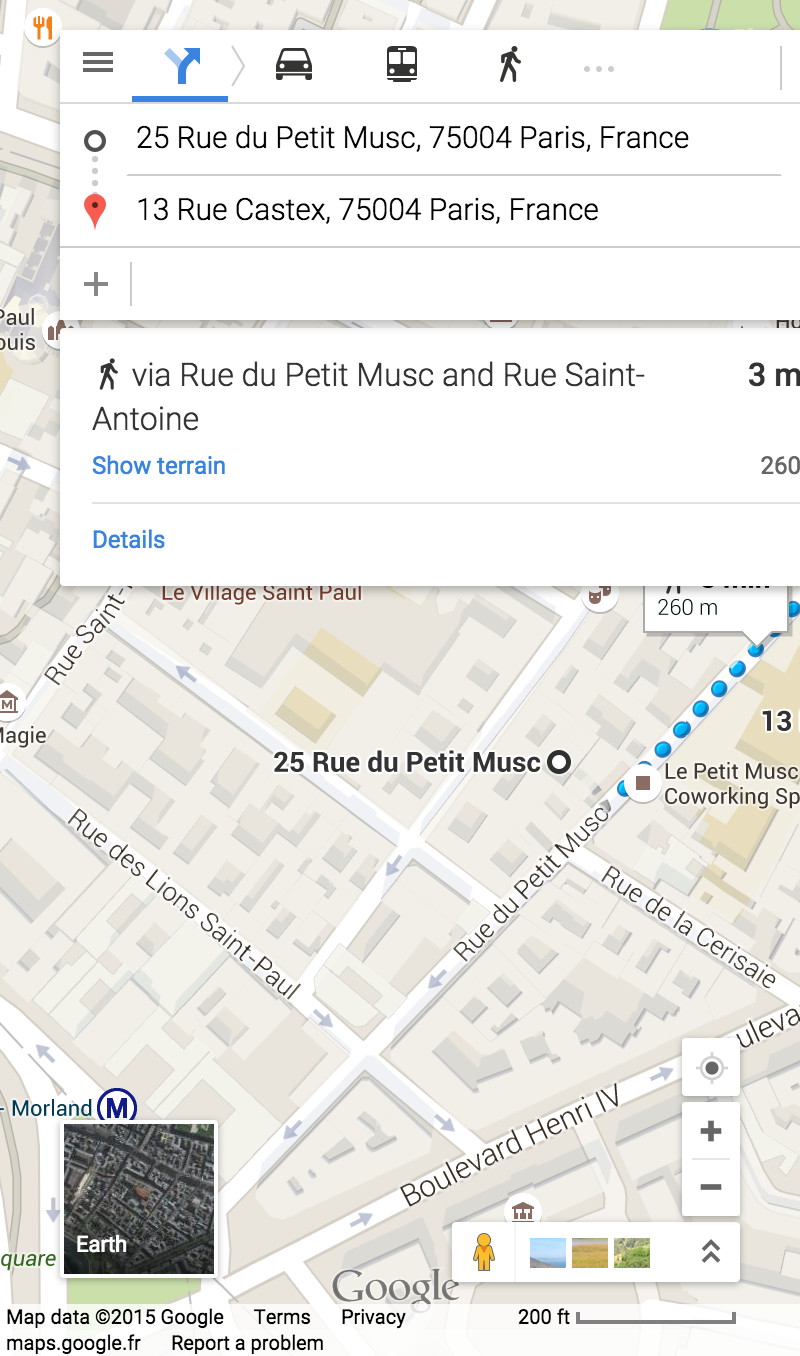 25 Rue du Petit Musc, 75004 Paris, France
13 Rue Castex, 75004 Paris, France
Paul
ouis
via Rue du Petit Musc and Rue Saint-
Antoine
3 m
Show terrain
260
Details
Le Village Saint Paul
260 m
Rue Saint-
M
Magie
13
25 Rue du Petit Musc
Le Petit Musc
Coworking Sp
Rue des Lions Saint-Paul
Rue du Petit Musc
Rue de la Cerisaie
ouleva
- Morland
M
Boulevard Henri IV
Earth
quare
Google
Map data ©2015 Google Terms Privacy 200 ft
maps.google.fr Report a problem